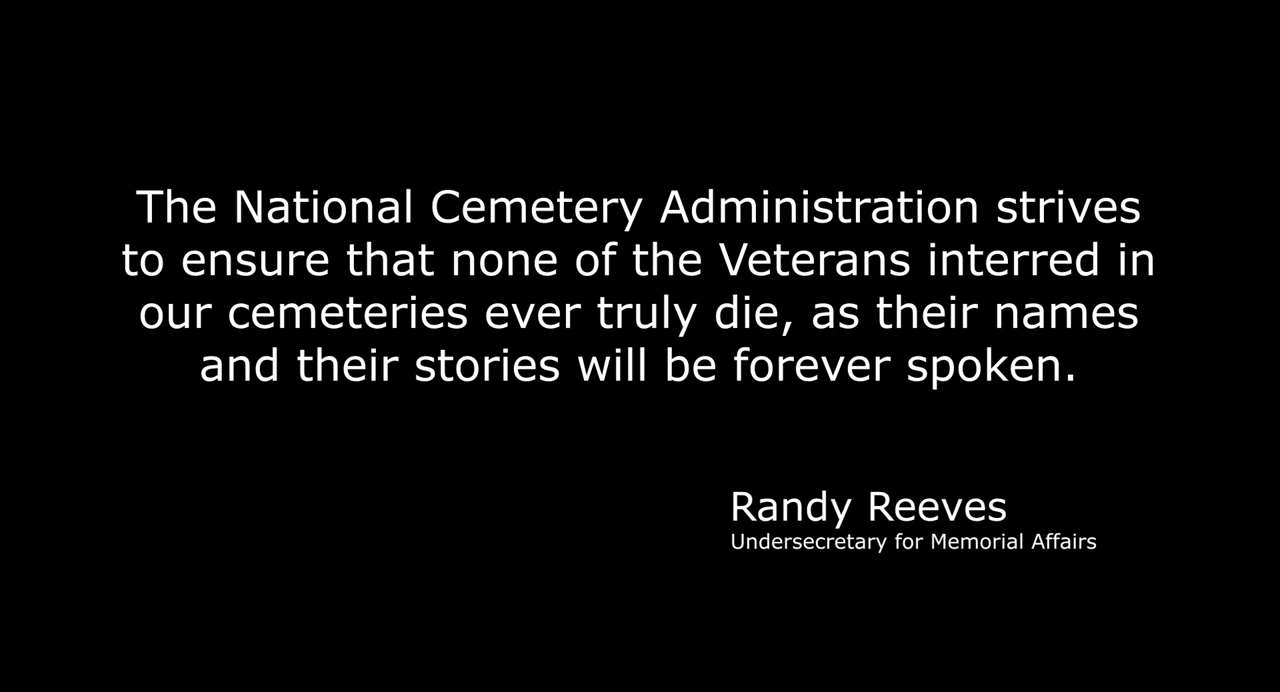 The National Cemetery Administration strives
to ensure that none of the Veterans interred in
our cemeteries ever truly die, as their names
and their stories will be forever spoken.
Randy Reeves
Undersecretary for Memorial Affairs